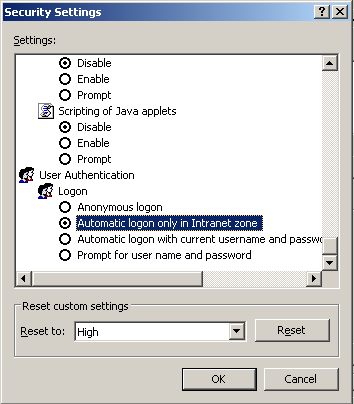 Security Settings
Settings:
Disable
Enable
Prompt
Scripting of Java applets
Disable
Enable
Prompt
User Authentication
Logon
Anonymous logon
Automatic logon only in Intranet zone
Automatic logon with current username and passwo
Prompt for user name and password
Reset custom settings
Reset to: High Reset
OK Cancel